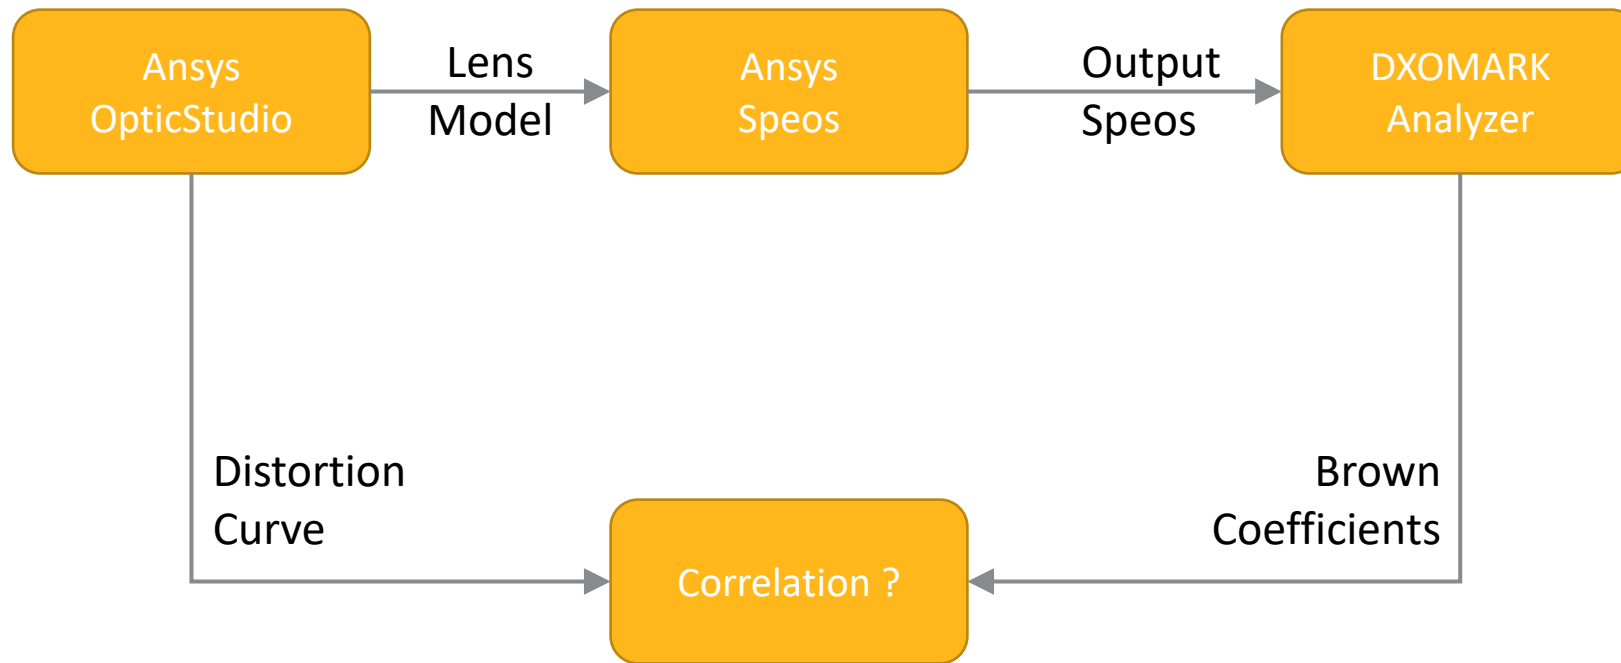 Ansys
OpticStudio
Lens
Model
Ansys
Speos
Output
Speos
DXOMARK
Analyzer
Distortion
Curve
Brown
Coefficients
Correlation ?